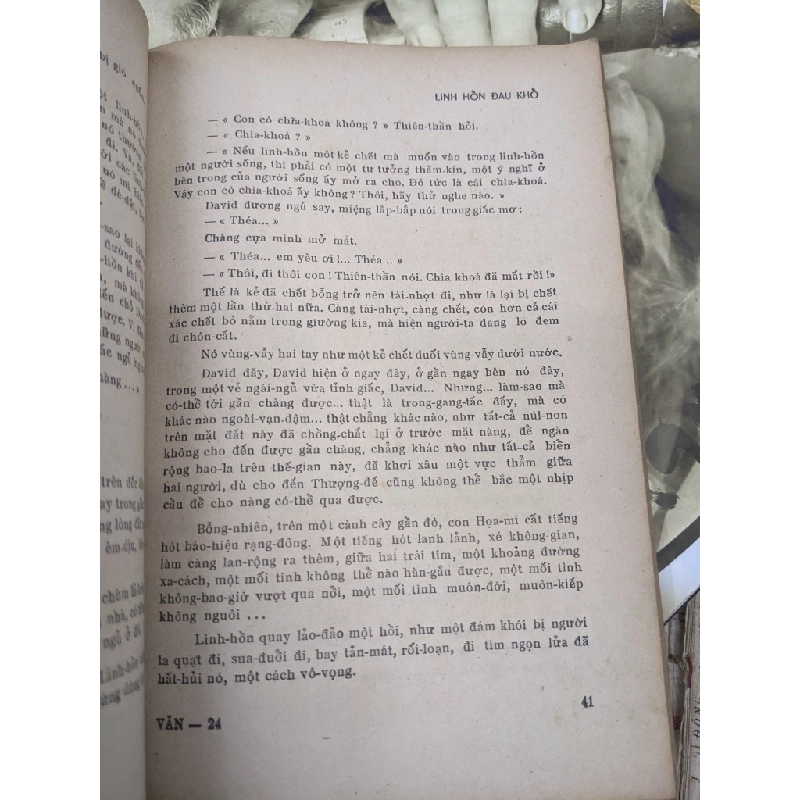 LINH HỒN ĐAU KHỔ
— « Con có chìa-khoá không ? » Thiên-thần hỏi.
— « Chìa-khoá ? »
— « Nếu linh-hồn một kẻ chết mà muốn vào trong linh-hồn
một người sống, thì phải có một tư tưởng thầm-kín, một ý nghĩ ở
bên trong của người sống ấy mở ra cho. Đó tức là cái chìa-khoá.
Vậy con có chìa-khoá ấy không? Thôi, hãy thử nghe nào. »
David đương ngủ say, miệng lắp-bắp nói trong giấc mơ :
— « Théa... »
Chàng cựa mình mở mắt.
— « Théa... em yêu ơi !... Théa .. »
— « Thôi, đi thôi con ! Thiên-thần nói. Chìa khoá đã mất rồi !»
Thế là kẻ đã chết bỗng trở nên tái-nhợt đi, như là lại bị chết
thêm một lần thứ-hai nữa. Càng tái-nhợt, càng chết, còn hơn cả cái
xác chết bỏ nằm trong giường kia, mà hiện người-ta đang lo đem
đi chôn-cất.
Nó vùng-vẫy hai tay như một kẻ chết đuối vùng-vẫy dưới nước.
David đây, David hiện ở ngay đây, ở gần ngay bên nó đây,
trong một vẻ ngái-ngủ vừa tỉnh giấc, David... Nhưng... làm-sao mà
có-thể tới gần chàng được... thật là trong-gang-tấc đấy, mà có
khác nào ngoài-vạn-dặm... thật chẳng khác nào, như tất-cả núi-non
trên mặt đất này đã chồng-chất lại ở trước mặt nàng, để ngăn
không cho đến được gần chàng, chẳng khác nào như tất-cả biển
rộng bao-la trên thế-gian này, đã khơi sâu một vực thẳm giữa
hai người, dù cho đến Thượng-đế cũng không thể bắc một nhịp
cầu để cho nàng có-thể qua được.
Bỗng-nhiên, trên một cành cây gần đó, con Họa-mi cất tiếng
hót báo-hiệu rạng-đông. Một tiếng hót lanh lảnh, xé không-gian,
làm càng lan-rộng ra thêm, giữa hai trái tim, một khoảng đường
xa-cách, một mối tình không thể nào hàn-gắn được, một mối tình
không-bao-giờ vượt qua nổi, một mối tình muôn-đời, muôn-kiếp
không nguôi ...
Linh-hồn quay lảo-đảo một hồi, như một đám khói bị người
ta quạt đi, sua-đuổi đi, bay tản-mát, rối-loạn, đi tìm ngọn lửa đã
hất-hủi nó, một cách vô-vọng.
41
VĂN — 24